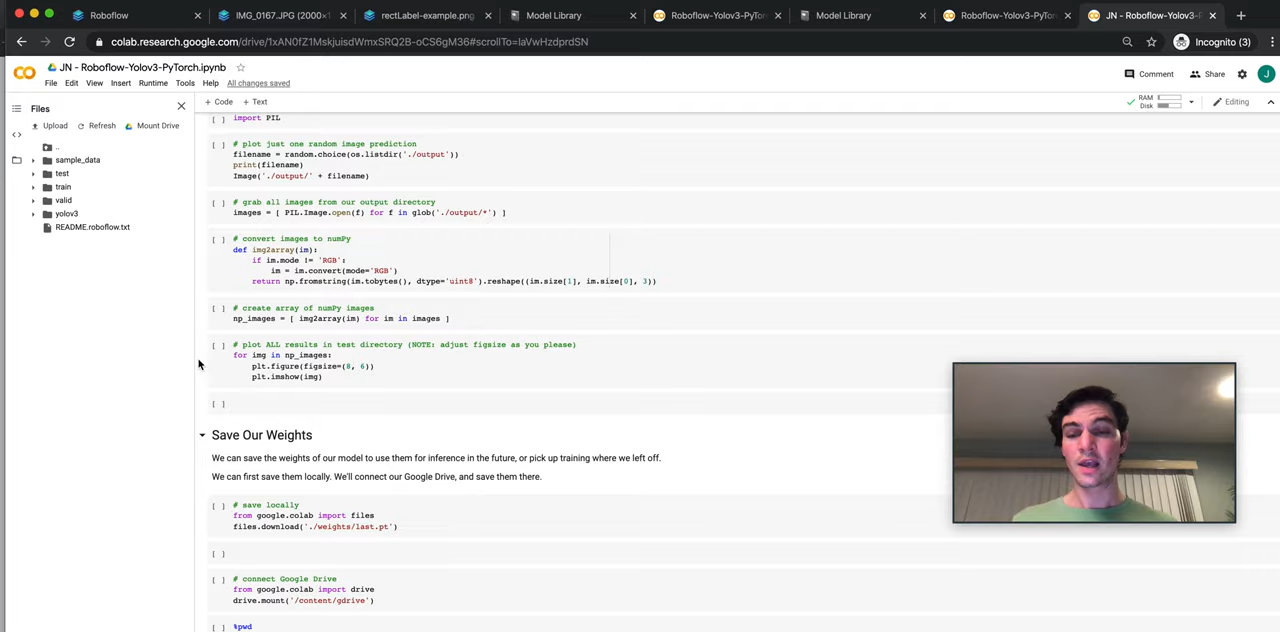 Roboflow
IMG_0167.JPG (2000×1
rectLabel-example.png
Model Library
Roboflow-Yolov3-PyTor
Model Library
Roboflow-Yolov3-PyTor
JN - Roboflow-Yolov3-
colab.research.google.com/drive/1xAN0fZ1MskjuisdWmxSRQ2B-oCS6gM36#scrollTo=laVwHzdprdSN
Incognito (3)
CO
JN - Roboflow-Yolov3-PyTorch.ipynb
File Edit View Insert Runtime Tools Help All changes saved
Comment
Share
J
Files
+ Code + Text
RAM
Disk
Editing
Upload Refresh Mount Drive
..
sample_data
test
train
valid
yolov3
README.roboflow.txt
[ ] import PIL
[ ] # plot just one random image prediction
filename = random.choice(os.listdir('./output'))
print(filename)
Image('./output/' + filename)
[ ] # grab all images from our output directory
images = [ PIL.Image.open(f) for f in glob('./output/*') ]
[ ] # convert images to numPy
def img2array(im):
if im.mode != 'RGB':
im = im.convert(mode='RGB')
return np.fromstring(im.tobytes(), dtype='uint8').reshape((im.size[1], im.size[0], 3))
[ ] # create array of numPy images
np_images = [ img2array(im) for im in images ]
[ ] # plot ALL results in test directory (NOTE: adjust figsize as you please)
for img in np_images:
plt.figure(figsize=(8, 6))
plt.imshow(img)
[ ]
Save Our Weights
We can save the weights of our model to use them for inference in the future, or pick up training where we left off.
We can first save them locally. We'll connect our Google Drive, and save them there.
[ ] # save locally
from google.colab import files
files.download('./weights/last.pt')
[ ]
[ ] # connect Google Drive
from google.colab import drive
drive.mount('/content/gdrive')
[ ] %pwd